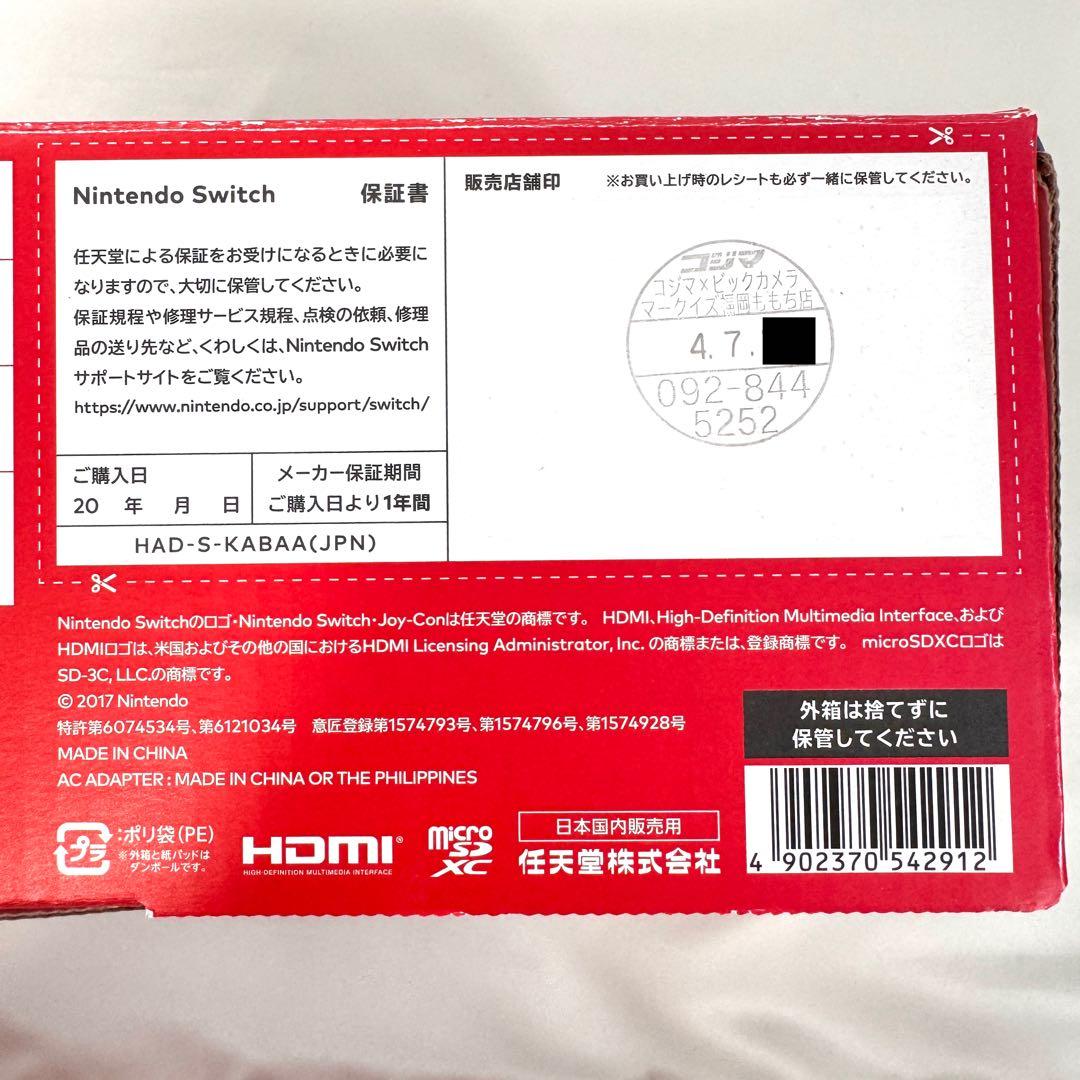 Nintendo Switch 保証書
任天堂による保証をお受けになるときに必要に
なりますので、大切に保管してください。
保証規程や修理サービス規程、点検の依頼、修理
品の送り先など、くわしくは、Nintendo Switch
サポートサイトをご覧ください。
https://www.nintendo.co.jp/support/switch/
ご購入日
20 年 月 日
メーカー保証期間
ご購入日より1年間
HAD-S-KABAA(JPN)
販売店舗印 ※お買い上げ時のレシートも必ず一緒に保管してください。
コジマ
コジマ×ビックカメラ
マークイズ福岡ももち店
4.7.
092-844
5252
Nintendo Switchのロゴ・Nintendo Switch・Joy-Conは任天堂の商標です。 HDMI、High-Definition Multimedia Interface、および
HDMIロゴは、米国およびその他の国におけるHDMI Licensing Administrator, Inc. の商標または、登録商標です。 microSDXCロゴは
SD-3C, LLC.の商標です。
© 2017 Nintendo
特許第6074534号、第6121034号 意匠登録第1574793号、第1574796号、第1574928号
MADE IN CHINA
AC ADAPTER : MADE IN CHINA OR THE PHILIPPINES
プラ
:ポリ袋(PE)
※外箱と紙パッドは
ダンボールです。
HDMI®
HIGH-DEFINITION MULTIMEDIA INTERFACE
micro
SD
XC
日本国内販売用
任天堂株式会社
外箱は捨てずに
保管してください
4 902370 542912